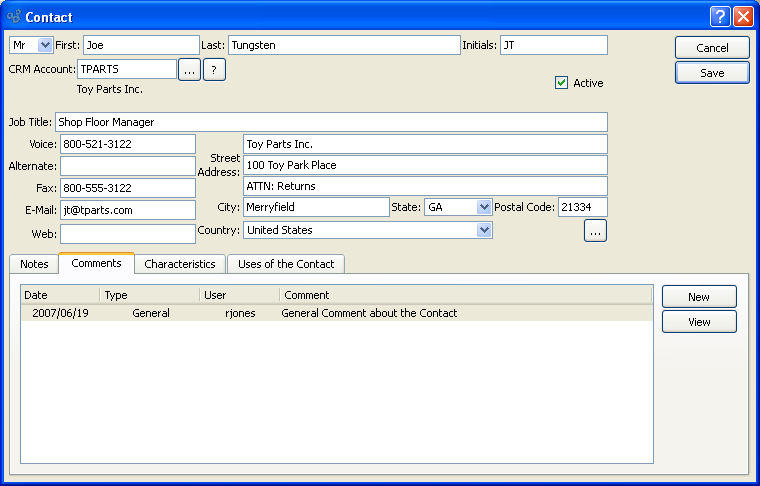 Contact
Mr First: Joe Last: Tungsten Initials: JT Cancel
CRM Account: TPARTS ... ? Save
Toy Parts Inc. Active
Job Title: Shop Floor Manager
Voice: 800-521-3122 Toy Parts Inc.
Alternate: Street Address: 100 Toy Park Place
Fax: 800-555-3122 ATTN: Returns
E-Mail: jt@tparts.com City: Merryfield State: GA Postal Code: 21334
Web: Country: United States ...
Notes Comments Characteristics Uses of the Contact
Date Type User Comment New
2007/06/19 General rjones General Comment about the Contact View